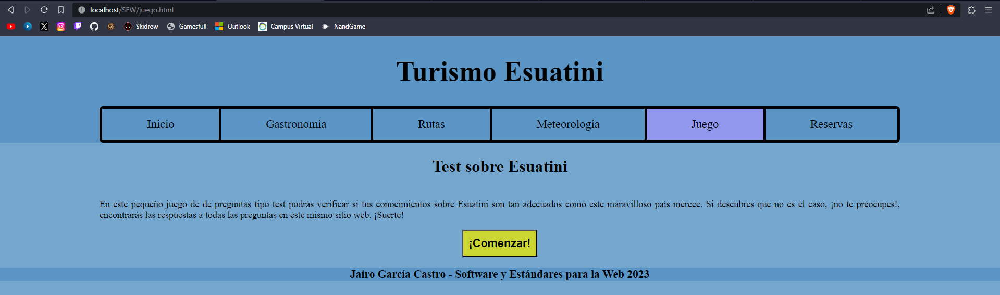 localhost/SEW/juego.html
Skidrow Gamesfull Outlook Campus Virtual NandGame
Turismo Esuatini
Inicio Gastronomía Rutas Meteorología Juego Reservas
Test sobre Esuatini
En este pequeño juego de de preguntas tipo test podrás verificar si tus conocimientos sobre Esuatini son tan adecuados como este maravilloso país merece. Si descubres que no es el caso, ¡no te preocupes!,
encontrarás las respuestas a todas las preguntas en este mismo sitio web. ¡Suerte!
¡Comenzar!
Jairo García Castro - Software y Estándares para la Web 2023